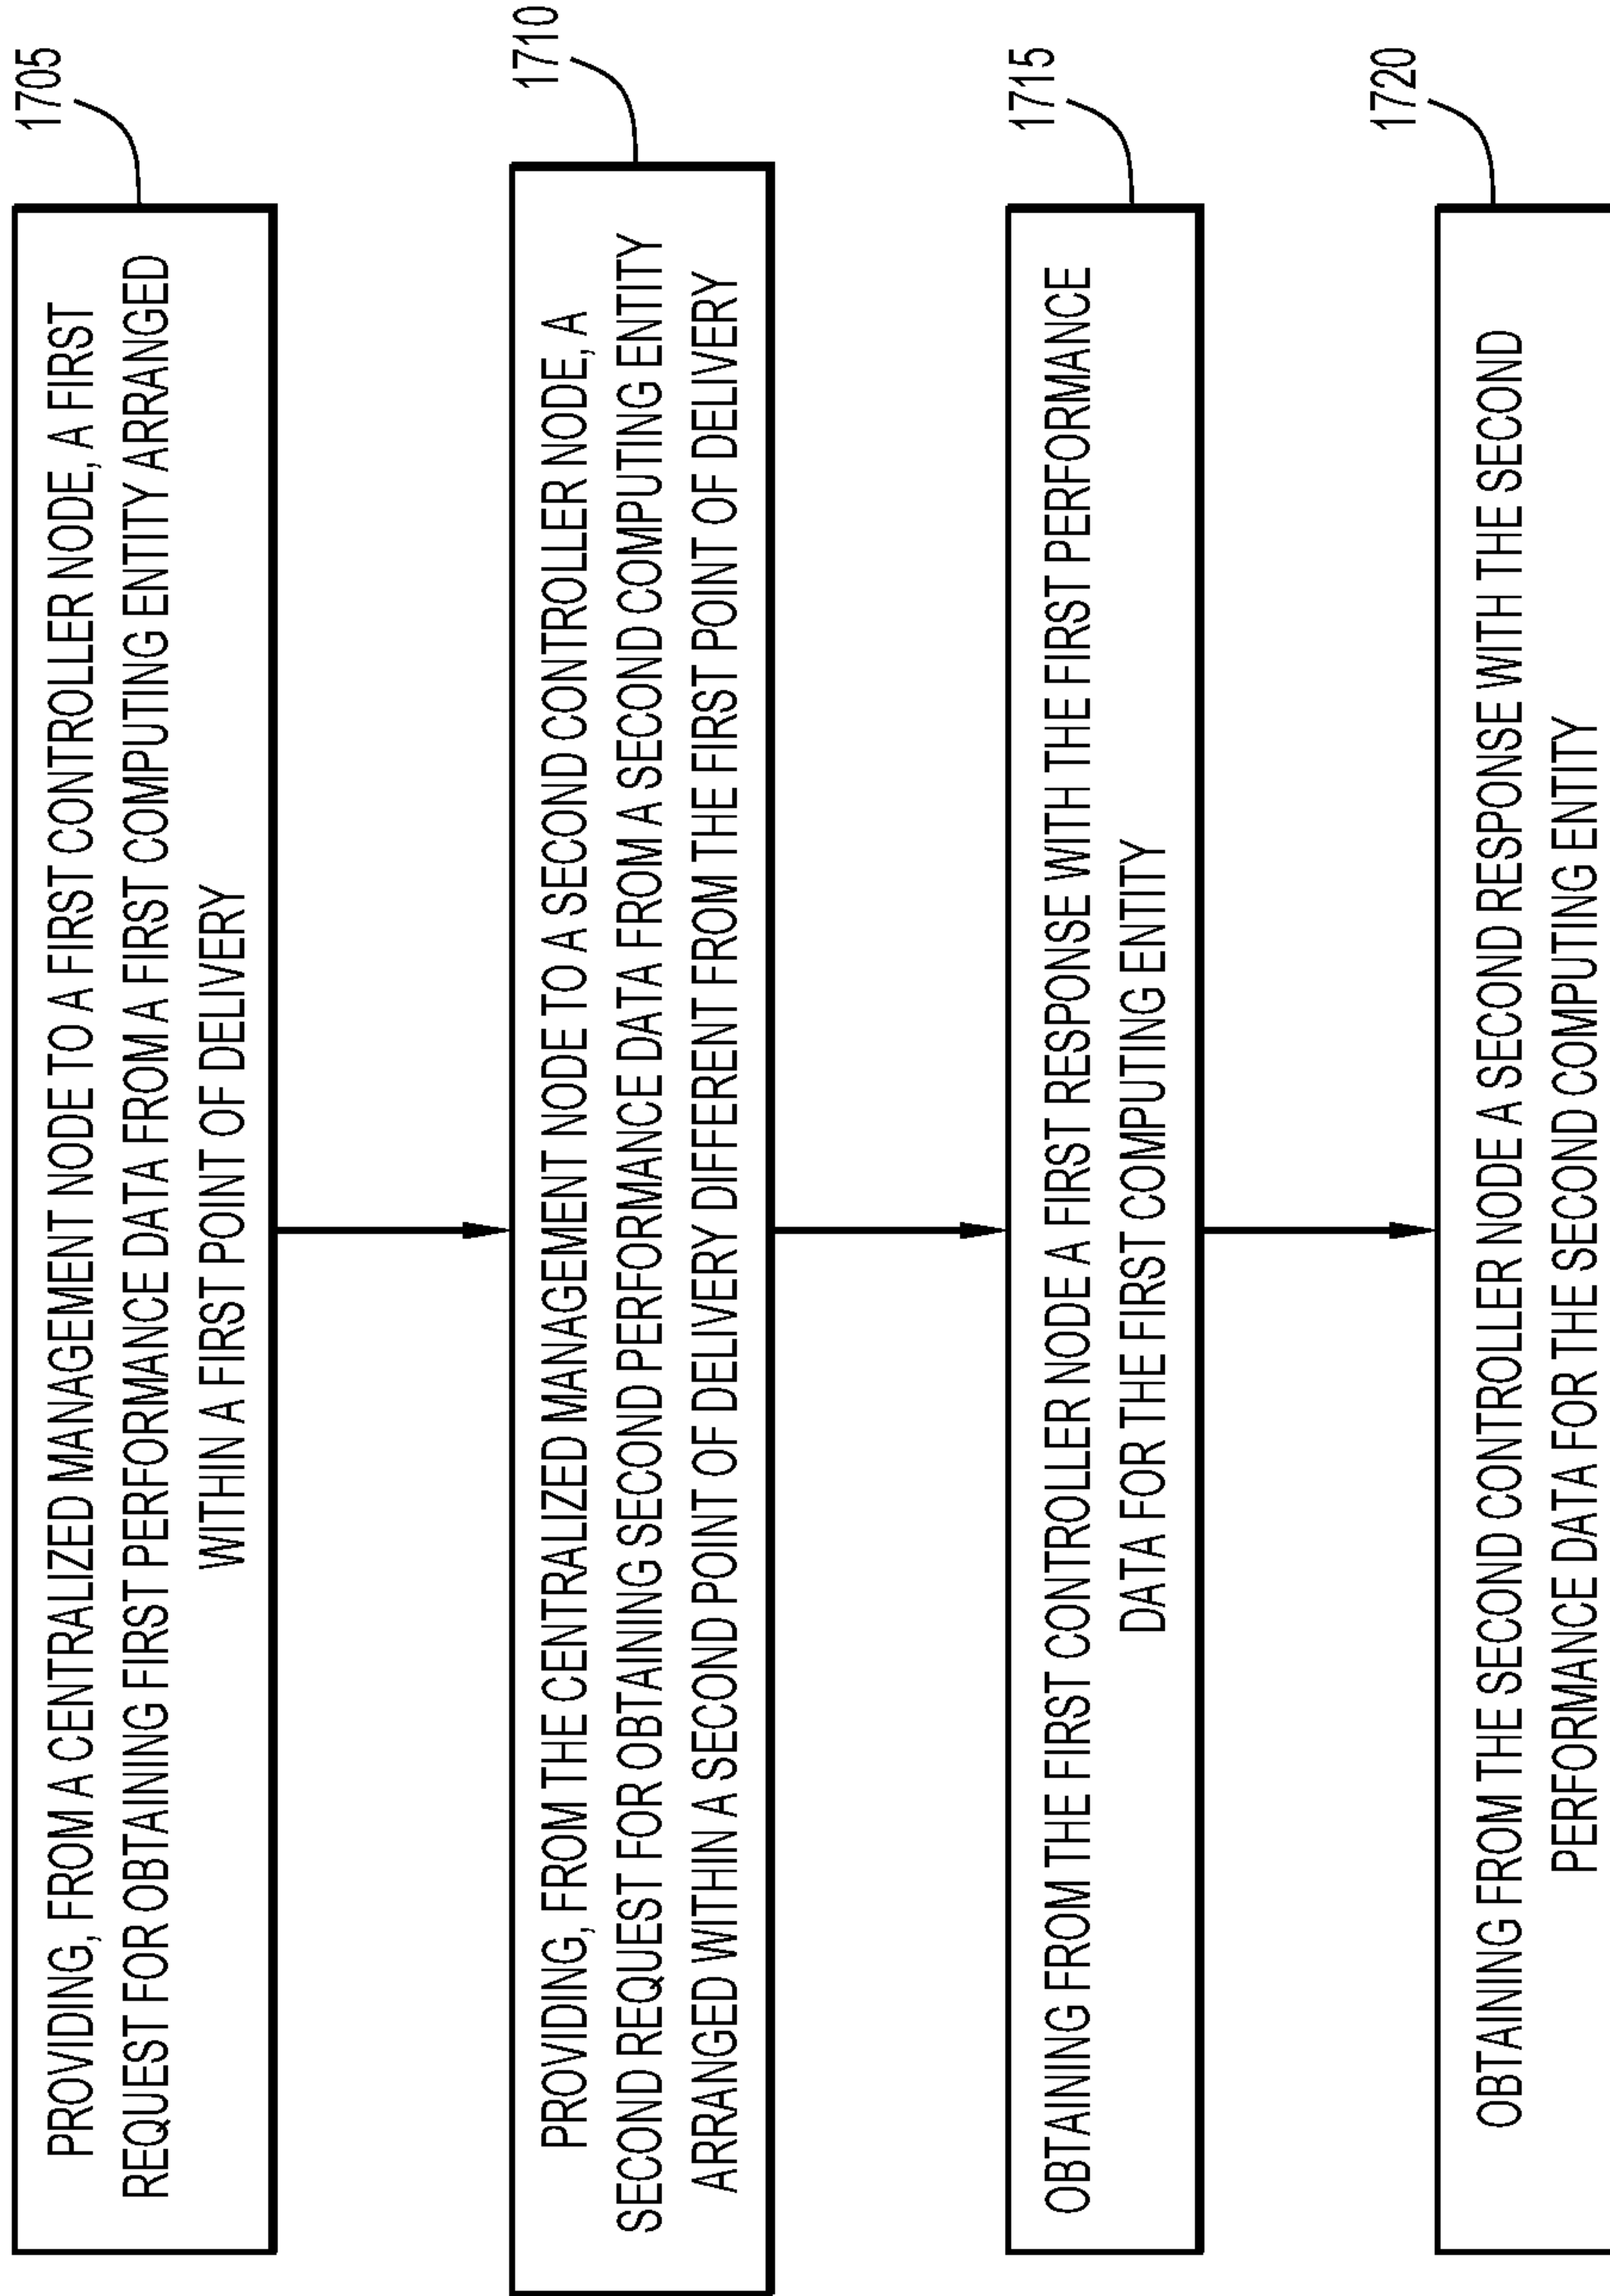 1705
PROVIDING, FROM A CENTRALIZED MANAGEMENT NODE TO A FIRST CONTROLLER NODE, A FIRST
REQUEST FOR OBTAINING FIRST PERFORMANCE DATA FROM A FIRST COMPUTING ENTITY ARRANGED
WITHIN A FIRST POINT OF DELIVERY
1710
PROVIDING, FROM THE CENTRALIZED MANAGEMENT NODE TO A SECOND CONTROLLER NODE, A
SECOND REQUEST FOR OBTAINING SECOND PERFORMANCE DATA FROM A SECOND COMPUTING ENTITY
ARRANGED WITHIN A SECOND POINT OF DELIVERY DIFFERENT FROM THE FIRST POINT OF DELIVERY
1715
OBTAINING FROM THE FIRST CONTROLLER NODE A FIRST RESPONSE WITH THE FIRST PERFORMANCE
DATA FOR THE FIRST COMPUTING ENTITY
1720
OBTAINING FROM THE SECOND CONTROLLER NODE A SECOND RESPONSE WITH THE SECOND
PERFORMANCE DATA FOR THE SECOND COMPUTING ENTITY